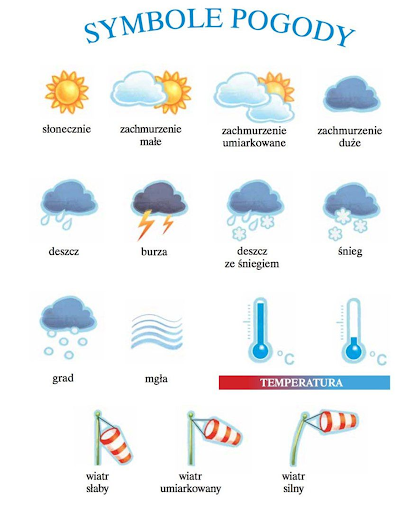 SYMBOLE POGODY
słonecznie
zachmurzenie
małe
zachmurzenie
umiarkowane
zachmurzenie
duże
deszcz
burza
deszcz
ze śniegiem
śnieg
grad
mgła
°C
°C
TEMPERATURA
wiatr
słaby
wiatr
umiarkowany
wiatr
silny